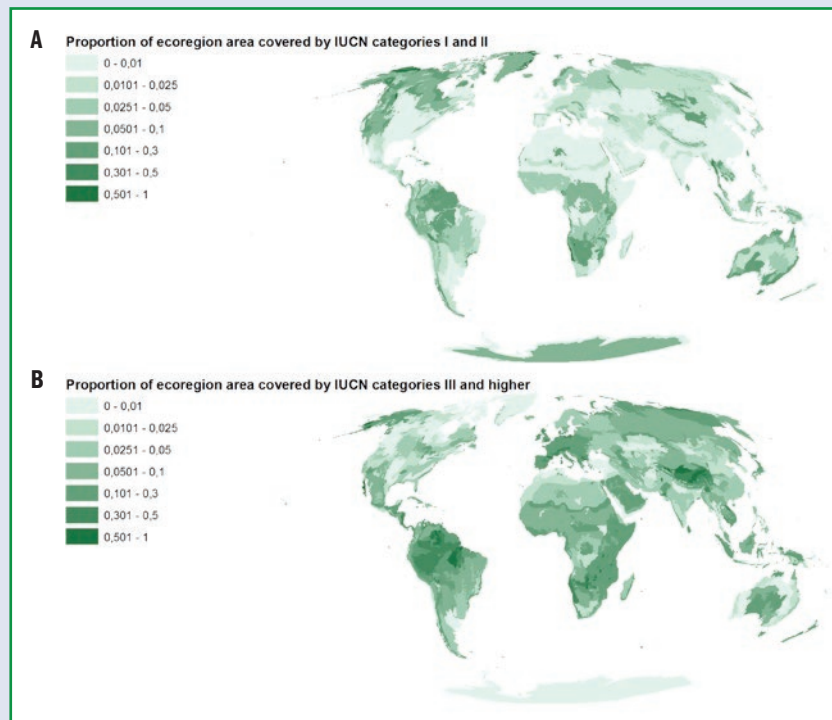 A
Proportion of ecoregion area covered by IUCN categories I and II
0 - 0,01
0,0101 - 0,025
0,0251 - 0,05
0,0501 - 0,1
0,101 - 0,3
0,301 - 0,5
0,501 - 1
B
Proportion of ecoregion area covered by IUCN categories III and higher
0 - 0,01
0,0101 - 0,025
0,0251 - 0,05
0,0501 - 0,1
0,101 - 0,3
0,301 - 0,5
0,501 - 1